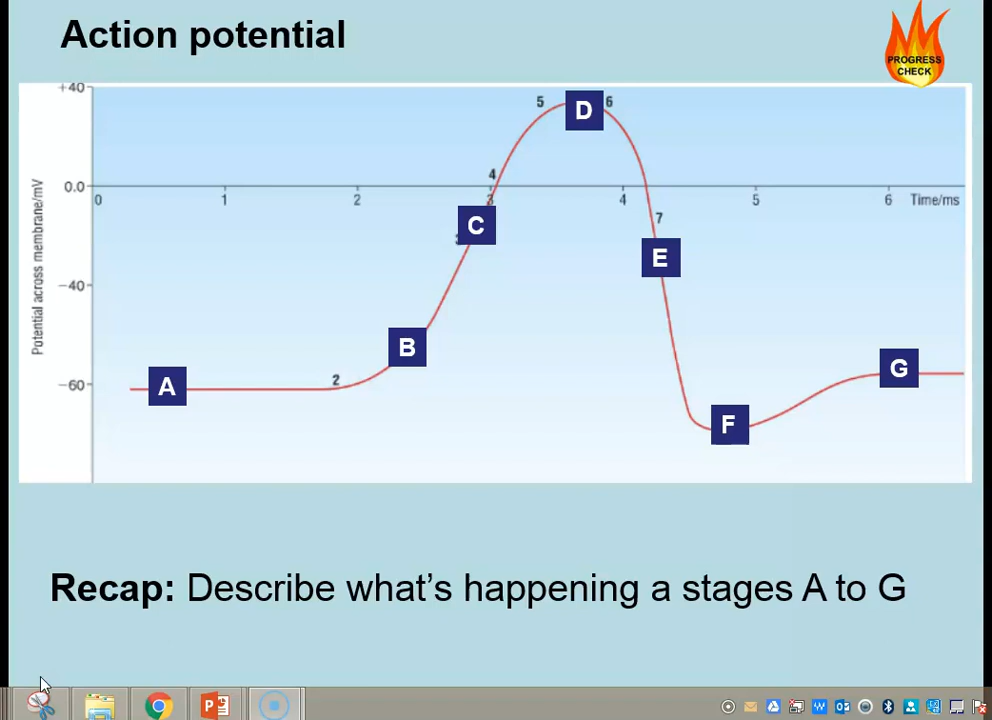 Action potential
PROGRESS
CHECK
+40
5
D
6
4
0.0
0
1
2
3
4
5
6
Time/ms
7
C
E
Potential across membrane/mV
−40
B
2
A
−60
G
F
Recap: Describe what's happening a stages A to G